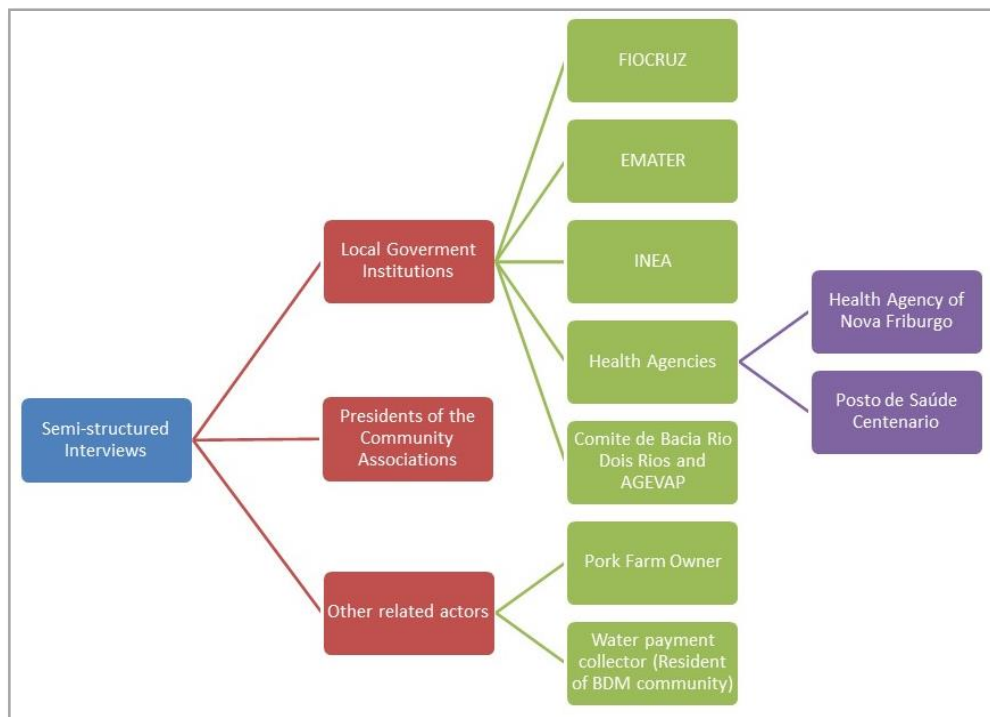 FIOCRUZ
EMATER
Local Goverment
Institutions
INEA
Health Agency of
Nova Friburgo
Health Agencies
Semi-structured
Interviews
Presidents of the
Community
Associations
Posto de Saúde
Centenario
Comite de Bacia Rio
Dois Rios and
AGEVAP
Pork Farm Owner
Other related actors
Water payment
collector (Resident
of BDM community)